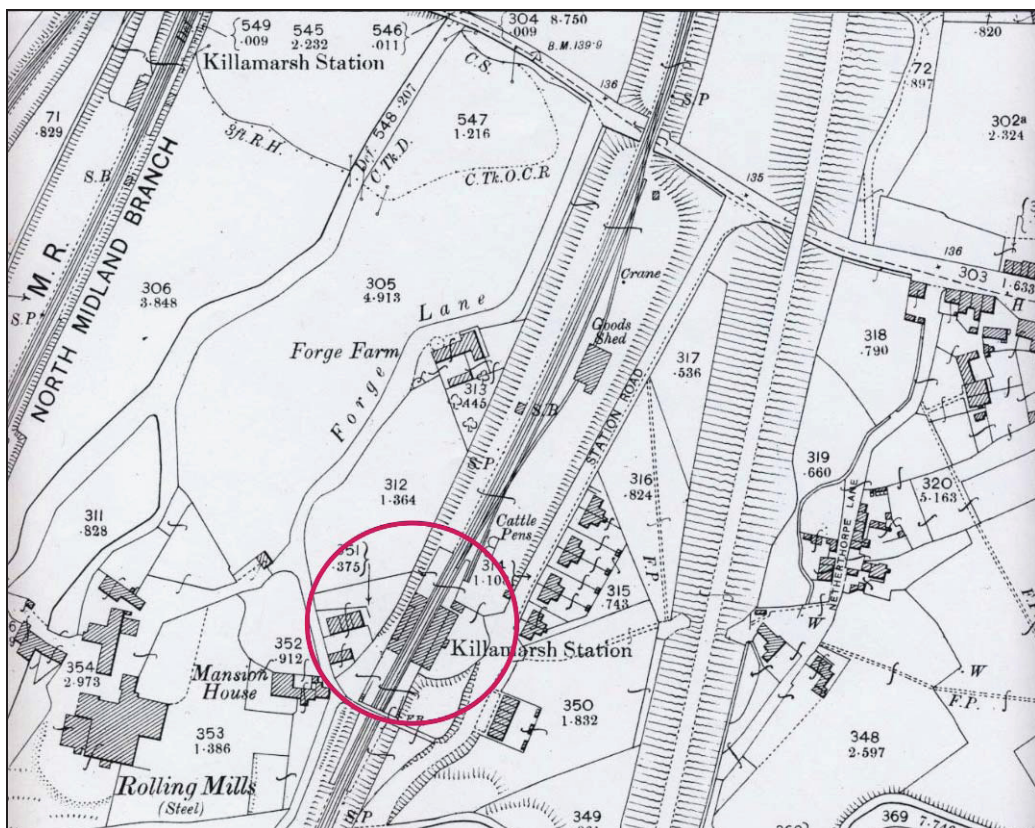 549
·009
545
2·232
546
·011
304
·009
8·750
B.M. 139·9
·820
Killamarsh Station
C.S.
136
S.P
72
·897
302a
2·324
71
·829
3ft. R.H.
Def.
548 ·207
C.Tk.D.
547
1·216
C.Tk.O.C.R
S.B
135
136
303
1·633
H
M.R.
NORTH MIDLAND BRANCH
S.P
306
3·848
305
4·913
Forge Lane
Crane
Goods
Shed
Forge Farm
313
·445
S.B
STATION ROAD
317
·536
318
·790
S.P.
312
1·364
316
·824
319
·660
320
5·163
311
·828
Cattle
Pens
351
·375
314
F.P.
315
·743
NETHERTHORPE LANE
W
352
·912
Killamarsh Station
Mansion
House
354
2·973
W
F.P.
350
1·832
353
1·386
348
2·597
Rolling Mills
(Steel)
S.P
349
369